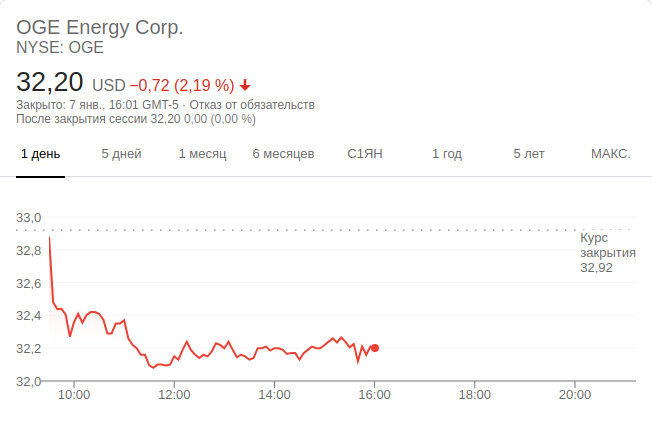 OGE Energy Corp.
NYSE: OGE
32,20 USD −0,72 (2,19 %)
Закрыто: 7 янв., 16:01 GMT-5 · Отказ от обязательств
После закрытия сессии 32,20 0,00 (0,00 %)
1 день 5 дней 1 месяц 6 месяцев С1ЯН 1 год 5 лет МАКС.
33,0
Курс
32,8
закрытия
32,92
32,6
32,4
32,2
32,0
10:00 12:00 14:00 16:00 18:00 20:00